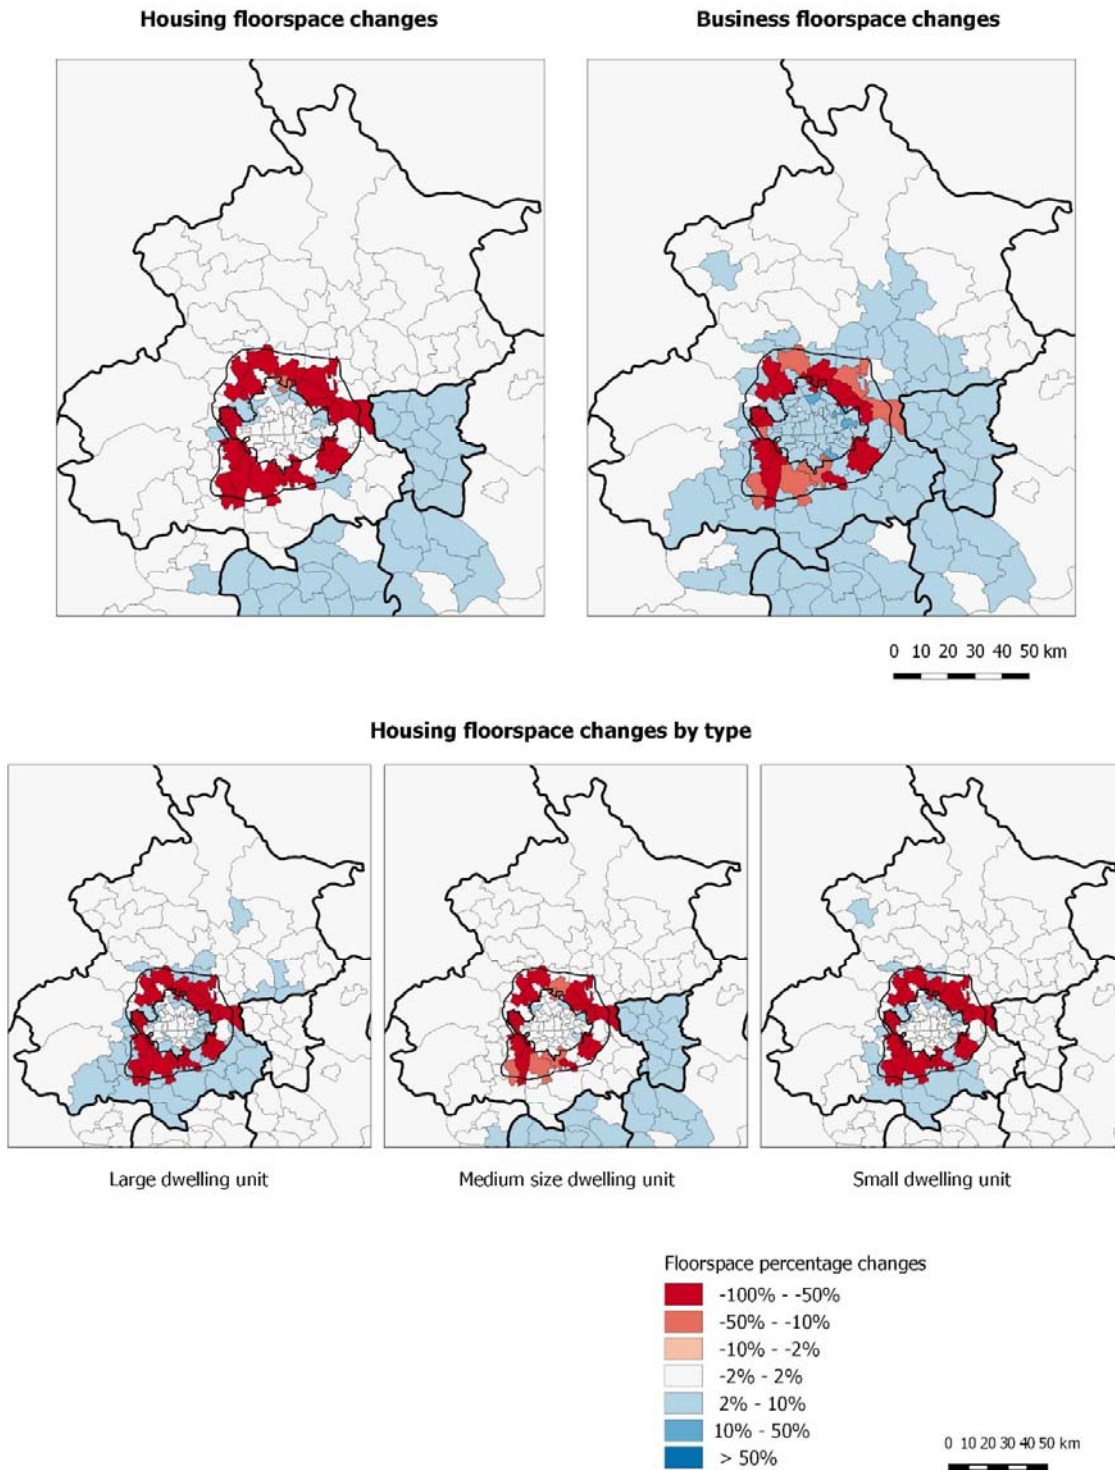 Housing floorspace changes
Business floorspace changes
0 10 20 30 40 50 km
Housing floorspace changes by type
Large dwelling unit
Medium size dwelling unit
Small dwelling unit
Floorspace percentage changes
-100% - -50%
-50% - -10%
-10% - -2%
-2% - 2%
2% - 10%
10% - 50%
> 50%
0 10 20 30 40 50 km